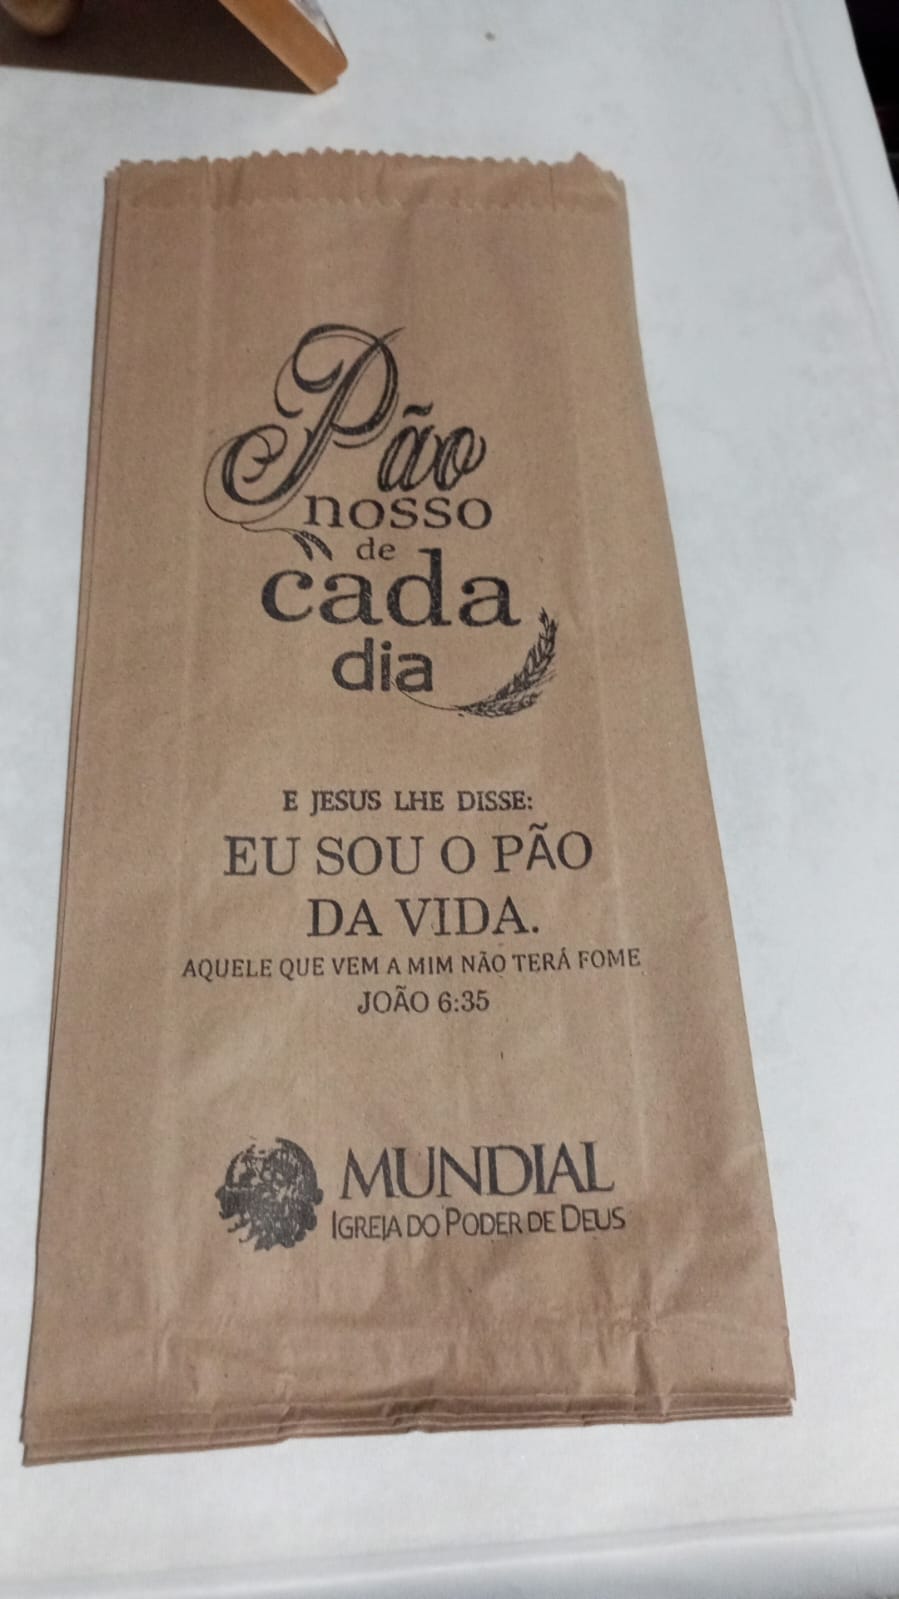 Pão
nosso
de
cada
dia
E JESUS LHE DISSE:
EU SOU O PÃO
DA VIDA.
AQUELE QUE VEM A MIM NÃO TERÁ FOME
JOÃO 6:35
MUNDIAL
IGREJA DO PODER DE DEUS